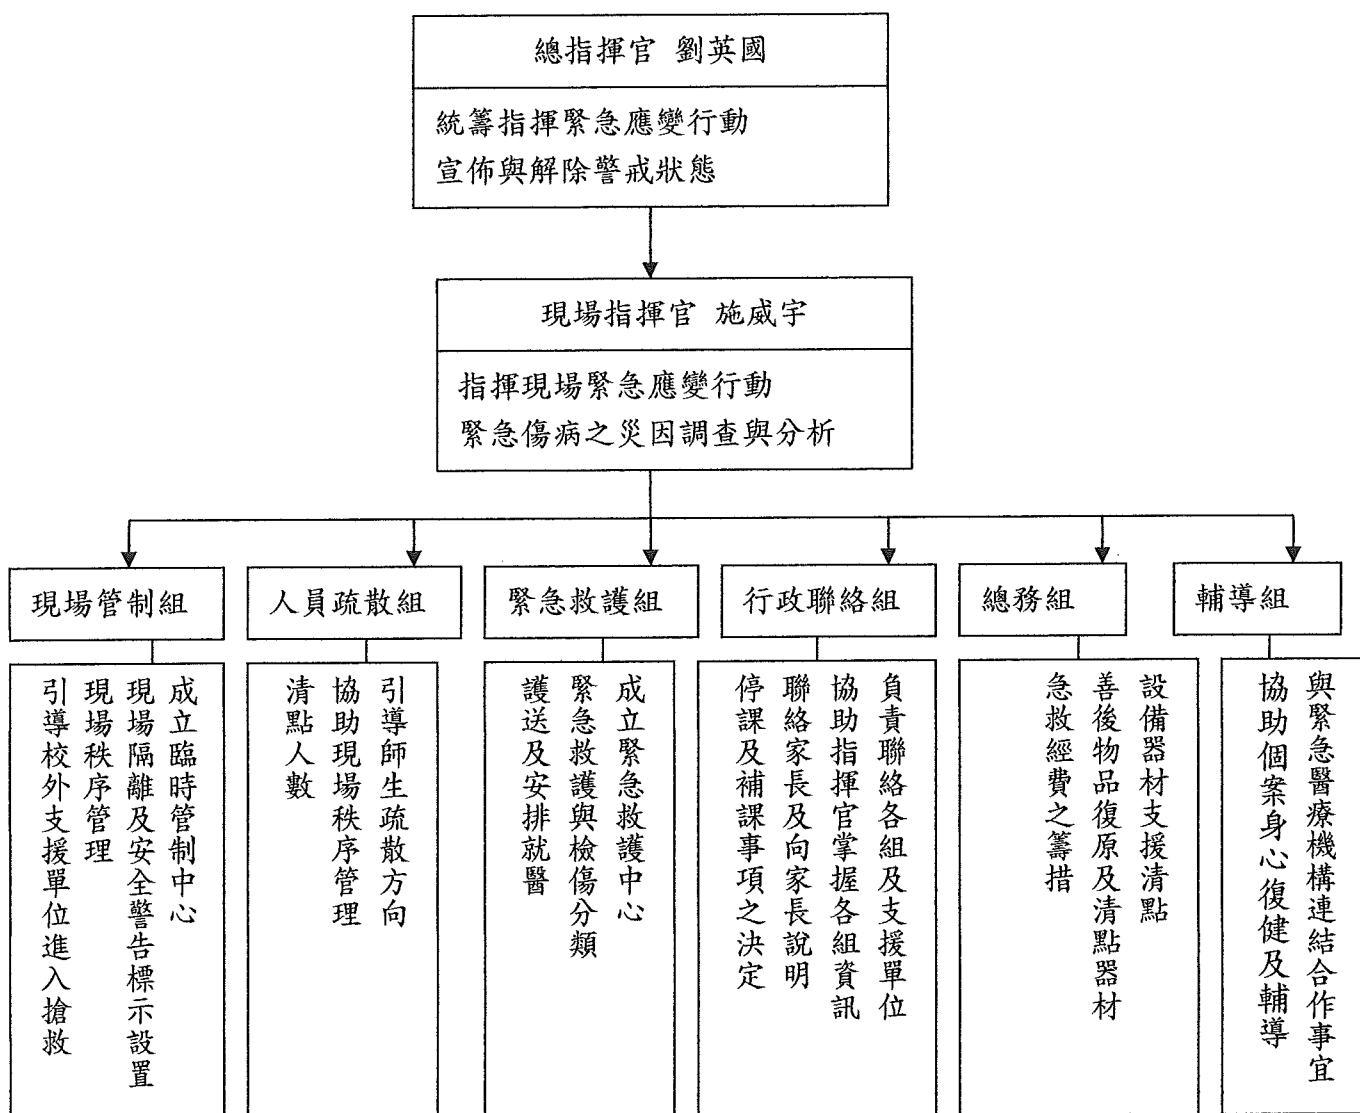 總指揮官 劉英國
統籌指揮緊急應變行動
宣佈與解除警戒狀態
現場指揮官 施威宇
指揮現場緊急應變行動
緊急傷病之災因調查與分析
現場管制組
成立臨時管制中心
現場隔離及安全警告標示設置
現場秩序管理
引導校外支援單位進入搶救
人員疏散組
引導師生疏散方向
協助現場秩序管理
清點人數
緊急救護組
成立緊急救護中心
緊急救護與檢傷分類
護送及安排就醫
行政聯絡組
負責聯絡各組及支援單位
協助指揮官掌握各組資訊
聯絡家長及向家長說明
停課及補課事項之決定
總務組
設備器材支援清點
善後物品復原及清點器材
急救經費之籌措
輔導組
與緊急醫療機構連結合作事宜
協助個案身心復健及輔導